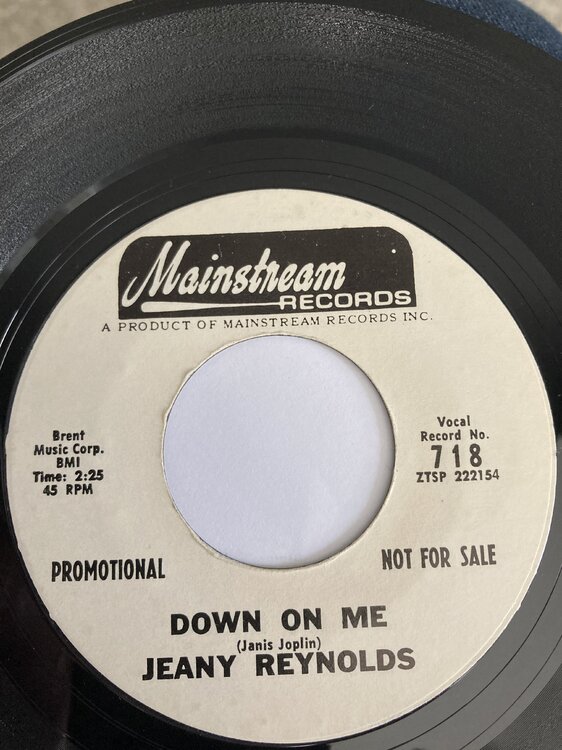 Mainstream
RECORDS
A PRODUCT OF MAINSTREAM RECORDS INC.
Brent
Music Corp.
BMI
Time: 2:25
45 RPM
Vocal
Record No.
718
ZTSP 222154
PROMOTIONAL
NOT FOR SALE
DOWN ON ME
(Janis Joplin)
JEANY REYNOLDS